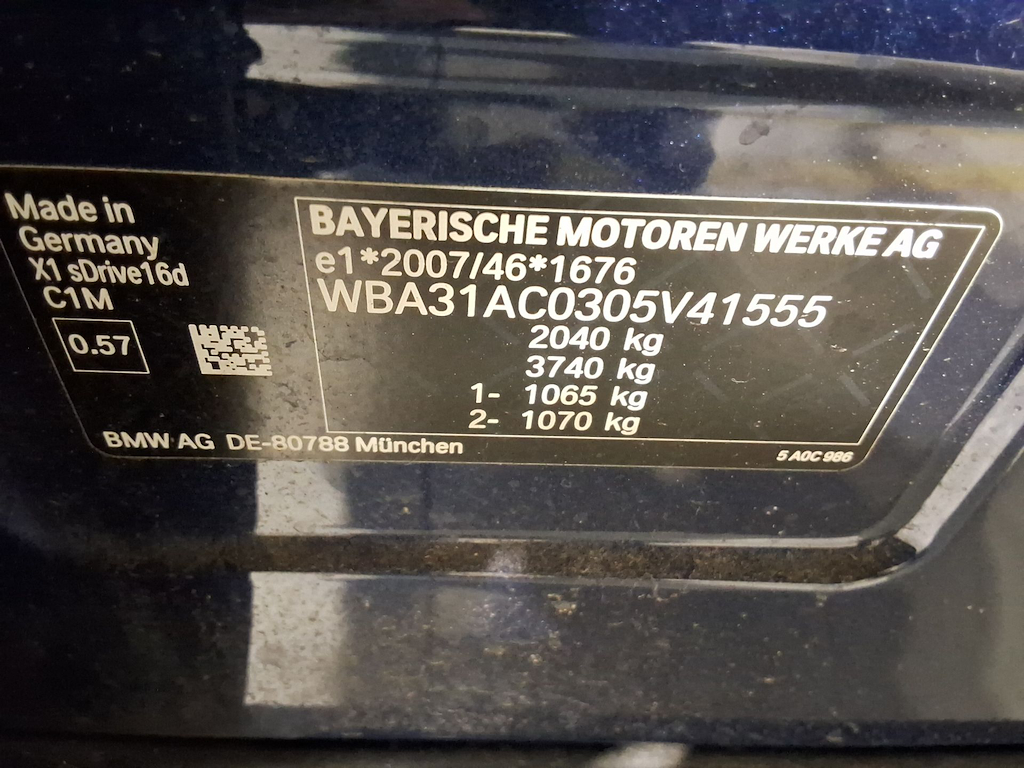 Made in
Germany
X1 sDrive16d
C1M
0.57
BAYERISCHE MOTOREN WERKE AG
e1*2007/46*1676
WBA31AC0305V41555
2040 kg
3740 kg
1- 1065 kg
2- 1070 kg
BMW AG DE-80788 München
5 A0C 986